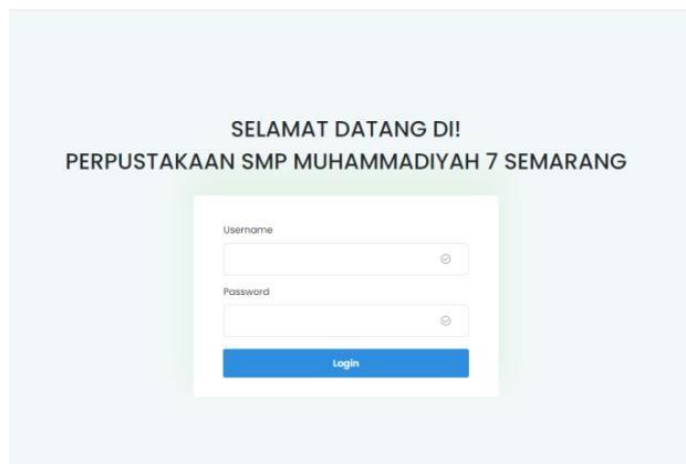 SELAMAT DATANG DI!
PERPUSTAKAAN SMP MUHAMMADIYAH 7 SEMARANG
Username
Password
Login